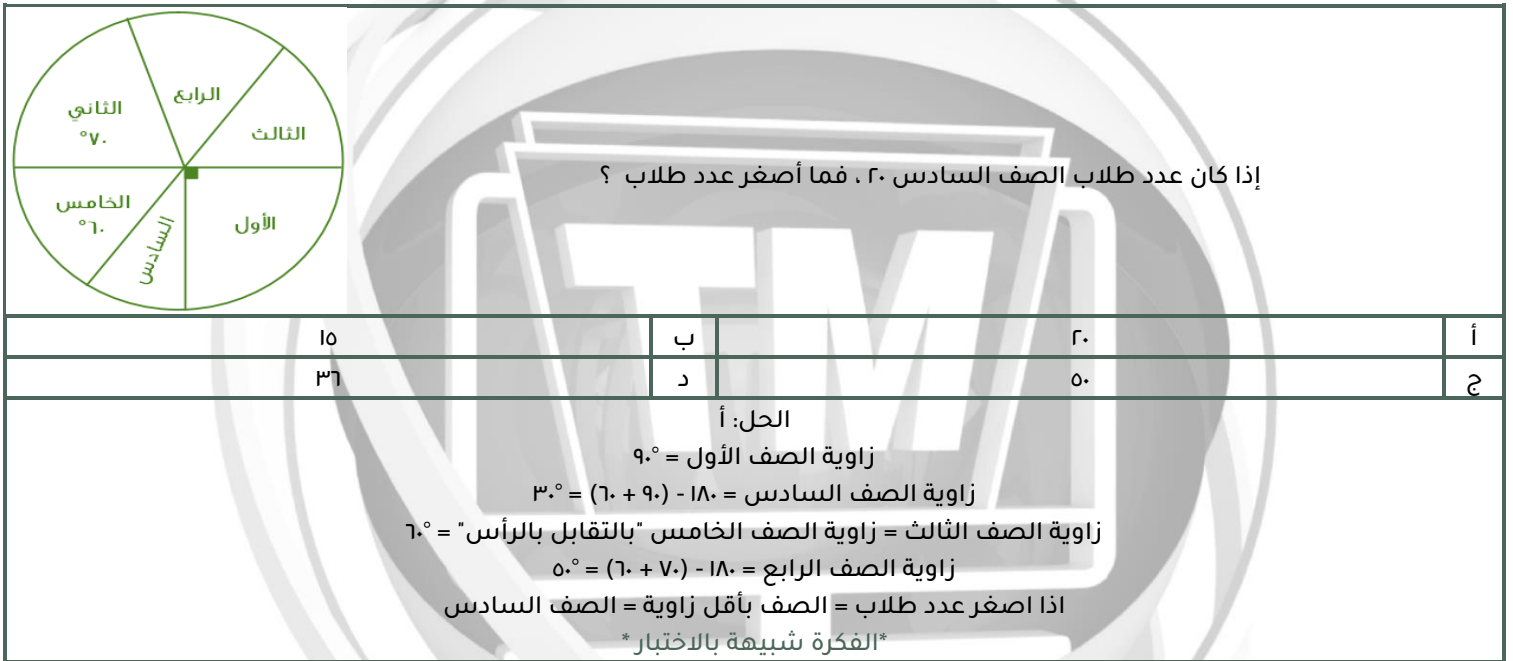 الرابع
الثاني
٧٠°
الثالث
الخامس
٦٠°
السادس
الأول
إذا كان عدد طلاب الصف السادس ٢٠ ، فما أصغر عدد طلاب ؟
أ ٢٠ ب ١٥
ج ٥٠ د ٣٦
الحل: أ
زاوية الصف الأول = ٩٠°
زاوية الصف السادس = ١٨٠ - (٩٠ + ٦٠) = ٣٠°
زاوية الصف الثالث = زاوية الصف الخامس "بالتقابل بالرأس" = ٦٠°
زاوية الصف الرابع = ١٨٠ - (٧٠ + ٦٠) = ٥٠°
اذا اصغر عدد طلاب = الصف بأقل زاوية = الصف السادس
*الفكرة شبيهة بالاختبار *
TM